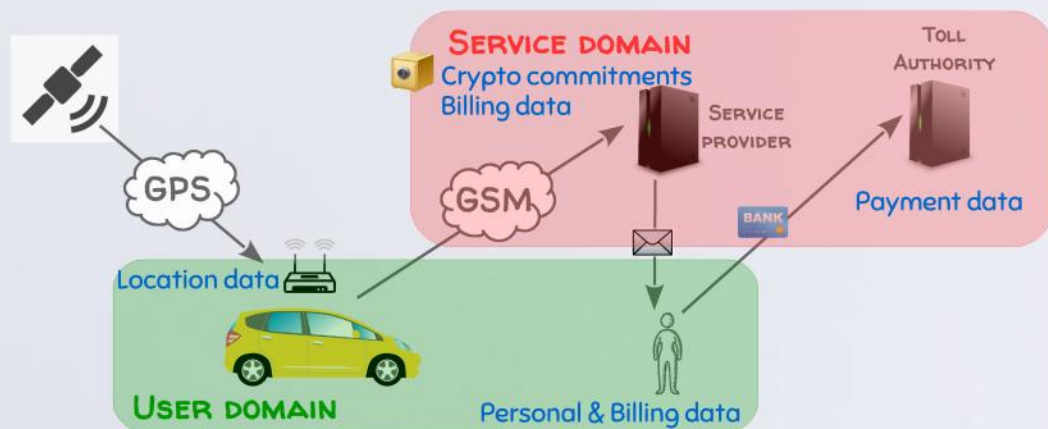 SERVICE DOMAIN
Crypto commitments
Billing data
TOLL
AUTHORITY
SERVICE
PROVIDER
GPS
GSM
BANK
Payment data
Location data
USER DOMAIN
Personal & Billing data